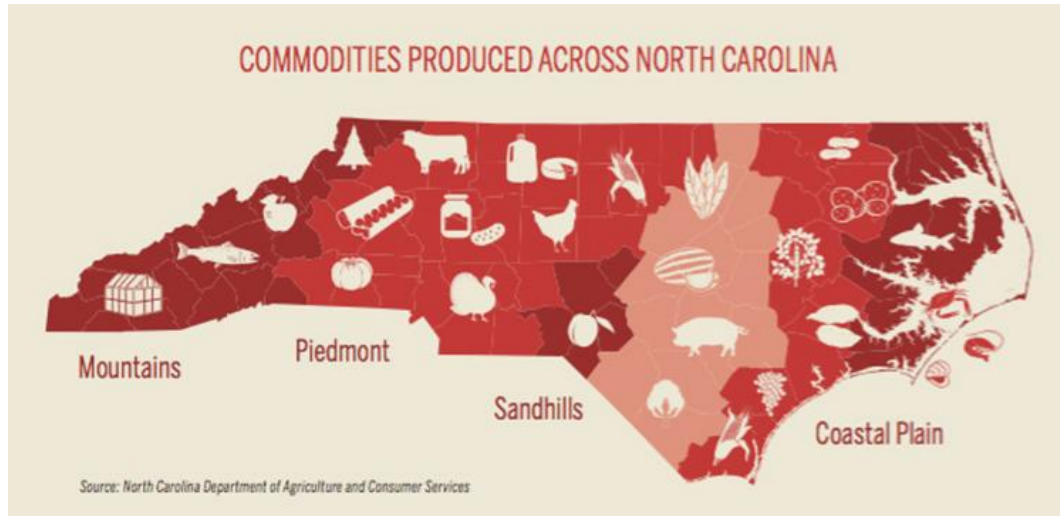 COMMODITIES PRODUCED ACROSS NORTH CAROLINA
Mountains
Piedmont
Sandhills
Coastal Plain
Source: North Carolina Department of Agriculture and Consumer Services